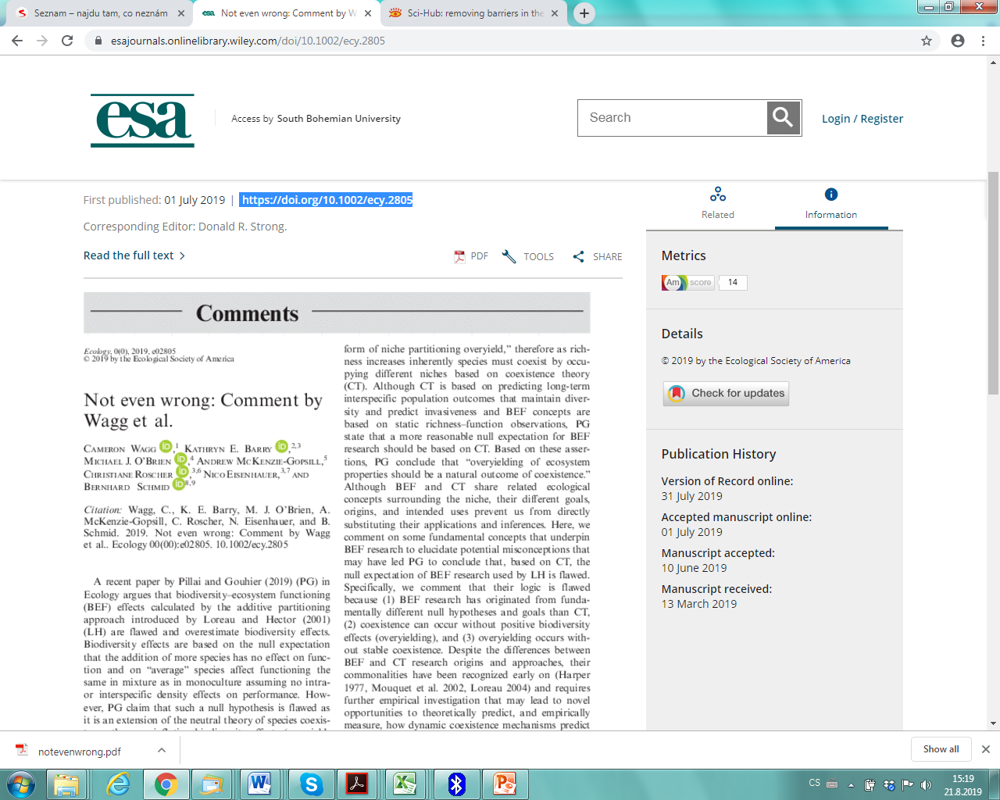 Seznam – najdu tam, co neznám
Not even wrong: Comment by W
Sci-Hub: removing barriers in the
esajournals.onlinelibrary.wiley.com/doi/10.1002/ecy.2805
esa
Access by South Bohemian University
Search
Login / Register
First published: 01 July 2019 | https://doi.org/10.1002/ecy.2805
Corresponding Editor: Donald R. Strong.
Read the full text
PDF TOOLS SHARE
Comments
Ecology, 0(0), 2019, e02805
© 2019 by the Ecological Society of America
Not even wrong: Comment by
Wagg et al.
CAMERON WAGG iD,1 KATHRYN E. BARRY iD,2,3
MICHAEL J. O'BRIEN iD,4 ANDREW MCKENZIE-GOPSILL,5
CHRISTIANE ROSCHER iD,3,6 NICO EISENHAUER,3,7 AND
BERNHARD SCHMID iD8,9
Citation: Wagg, C., K. E. Barry, M. J. O'Brien, A.
McKenzie-Gopsill, C. Roscher, N. Eisenhauer, and B.
Schmid. 2019. Not even wrong: Comment by Wagg
et al.. Ecology 00(00):e02805. 10.1002/ecy.2805
A recent paper by Pillai and Gouhier (2019) (PG) in
Ecology argues that biodiversity–ecosystem functioning
(BEF) effects calculated by the additive partitioning
approach introduced by Loreau and Hector (2001)
(LH) are flawed and overestimate biodiversity effects.
Biodiversity effects are based on the null expectation
that the addition of more species has no effect on func-
tion and on “average” species affect functioning the
same in mixture as in monoculture assuming no intra-
or interspecific density effects on performance. How-
ever, PG claim that such a null hypothesis is flawed as
it is an extension of the neutral theory of species coexis-
form of niche partitioning overyield,” therefore as rich-
ness increases inherently species must coexist by occu-
pying different niches based on coexistence theory
(CT). Although CT is based on predicting long-term
interspecific population outcomes that maintain diver-
sity and predict invasiveness and BEF concepts are
based on static richness–function observations, PG
state that a more reasonable null expectation for BEF
research should be based on CT. Based on these asser-
tions, PG conclude that “overyielding of ecosystem
properties should be a natural outcome of coexistence.”
Although BEF and CT share related ecological
concepts surrounding the niche, their different goals,
origins, and intended uses prevent us from directly
substituting their applications and inferences. Here, we
comment on some fundamental concepts that underpin
BEF research to elucidate potential misconceptions that
may have led PG to conclude that, based on CT, the
null expectation of BEF research used by LH is flawed.
Specifically, we comment that their logic is flawed
because (1) BEF research has originated from funda-
mentally different null hypotheses and goals than CT,
(2) coexistence can occur without positive biodiversity
effects (overyielding), and (3) overyielding occurs with-
out stable coexistence. Despite the differences between
BEF and CT research origins and approaches, their
commonalities have been recognized early on (Harper
1977, Mouquet et al. 2002, Loreau 2004) and requires
further empirical investigation that may lead to novel
opportunities to theoretically predict, and empirically
measure, how dynamic coexistence mechanisms predict
Related
Information
Metrics
Am score 14
Details
© 2019 by the Ecological Society of America
Check for updates
Publication History
Version of Record online:
31 July 2019
Accepted manuscript online:
01 July 2019
Manuscript accepted:
10 June 2019
Manuscript received:
13 March 2019
notevenwrong.pdf
Show all
CS
15:19
21.8.2019